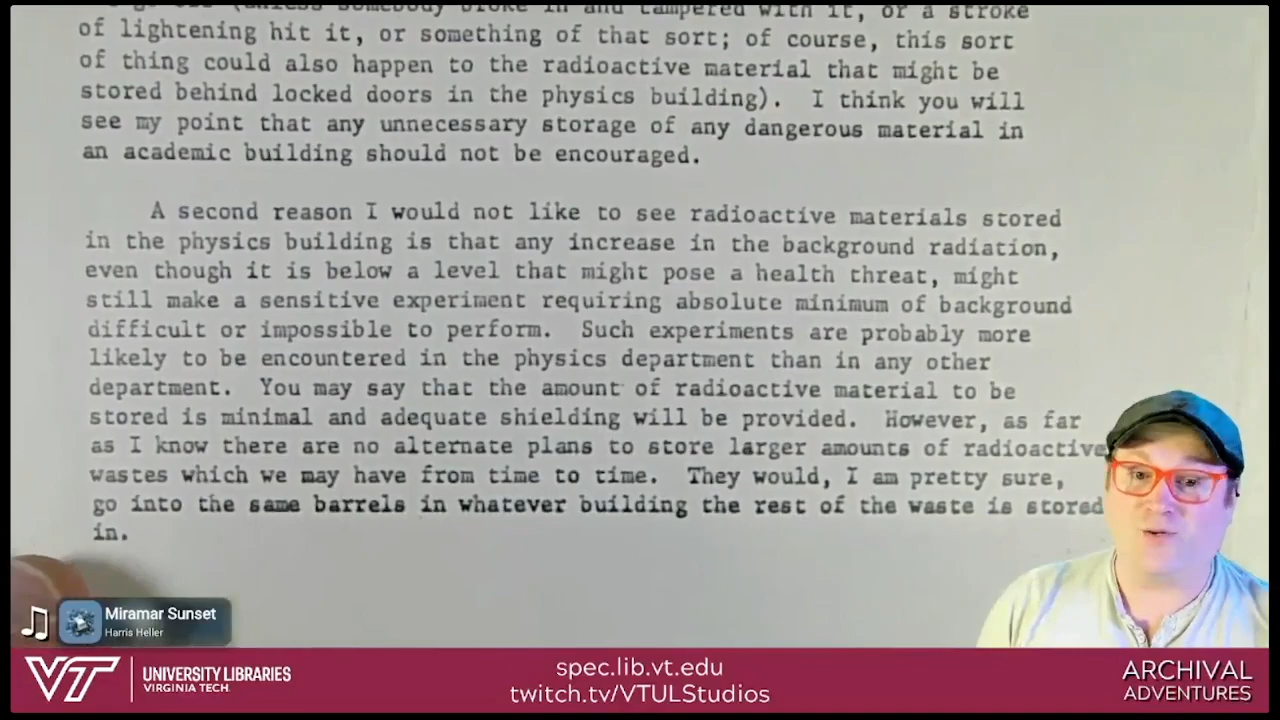 of lightening hit it, or something of that sort; of course, this sort
of thing could also happen to the radioactive material that might be
stored behind locked doors in the physics building). I think you will
see my point that any unnecessary storage of any dangerous material in
an academic building should not be encouraged.
A second reason I would not like to see radioactive materials stored
in the physics building is that any increase in the background radiation,
even though it is below a level that might pose a health threat, might
still make a sensitive experiment requiring absolute minimum of background
difficult or impossible to perform. Such experiments are probably more
likely to be encountered in the physics department than in any other
department. You may say that the amount of radioactive material to be
stored is minimal and adequate shielding will be provided. However, as far
as I know there are no alternate plans to store larger amounts of radioactive
wastes which we may have from time to time. They would, I am pretty sure,
go into the same barrels in whatever building the rest of the waste is stored
in.
Miramar Sunset
Harris Heller
VT
UNIVERSITY LIBRARIES
VIRGINIA TECH
spec.lib.vt.edu
twitch.tv/VTULStudios
ARCHIVAL
ADVENTURES